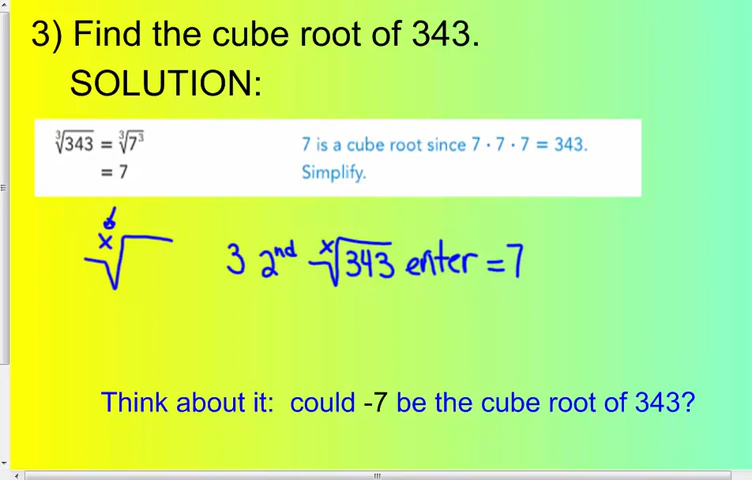 3) Find the cube root of 343.
SOLUTION:
∛343 = ∛7³ 7 is a cube root since 7 · 7 · 7 = 343.
= 7 Simplify.
ˣ√ 3 2ⁿᵈ ˣ√343 enter = 7
Think about it: could -7 be the cube root of 343?